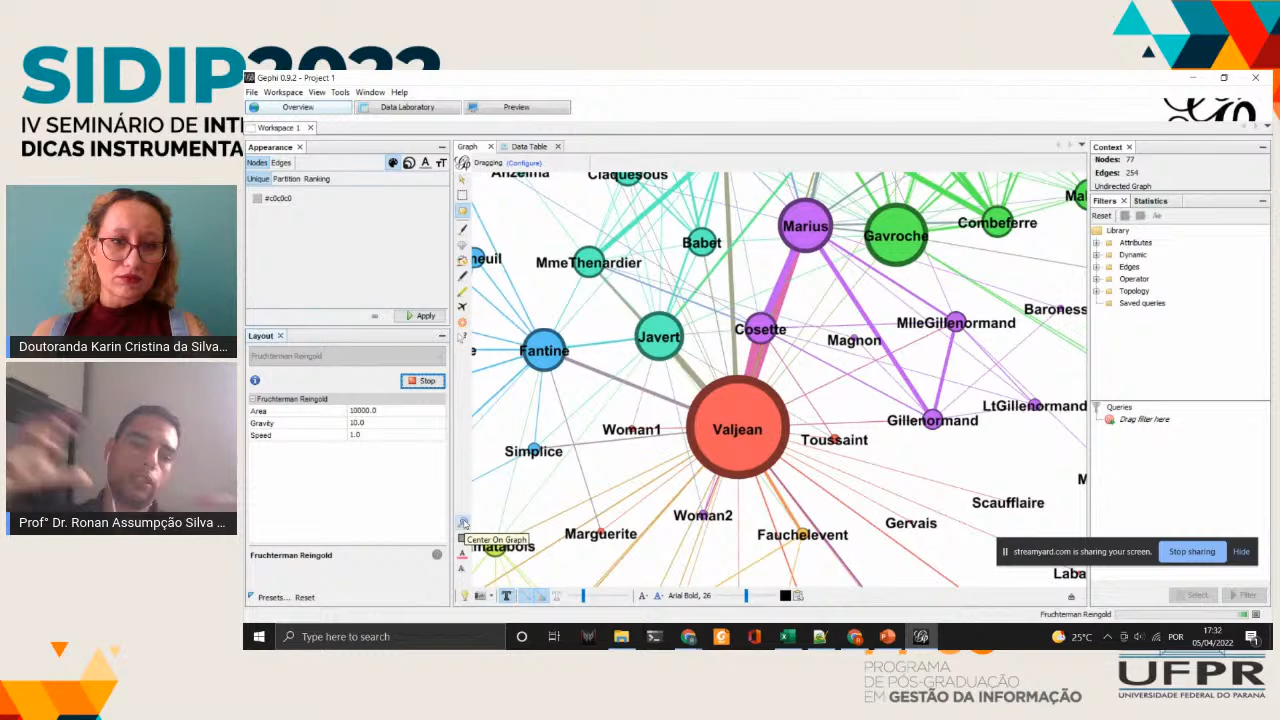 SIDIP2022
IV SEMINÁRIO DE INT
DICAS INSTRUMENTA
Gephi 0.9.2 - Project 1
File Workspace View Tools Window Help
Overview
Data Laboratory
Preview
Workspace 1
Appearance
Nodes Edges
Unique Partition Ranking
#c0c0c0
Apply
Layout
Fruchterman Reingold
Stop
Fruchterman Reingold
Area 10000.0
Gravity 10.0
Speed 1.0
Fruchterman Reingold
Presets... Reset
Graph
Data Table
Dragging (Configure)
Anzelma
Claquesous
Marius
Gavroche
Combeferre
Mal
Babet
euil
MmeThenardier
Baroness
Cosette
MlleGillenormand
Javert
Magnon
Fantine
LtGillenormand
Gillenormand
Valjean
Woman1
Toussaint
Simplice
Scaufflaire
M
Woman2
Gervais
Marguerite
Fauchelevent
matabois
Laba
Center On Graph
Arial Bold, 26
Context
Nodes: 77
Edges: 254
Undirected Graph
Filters
Statistics
Reset
Library
Attributes
Dynamic
Edges
Operator
Topology
Saved queries
Queries
Drag filter here
streamyard.com is sharing your screen.
Stop sharing
Hide
Select
Filter
Fruchterman Reingold
Type here to search
25°C
POR
17:32
05/04/2022
Doutoranda Karin Cristina da Silva...
Prof° Dr. Ronan Assumpção Silva ...
PROGRAMA
DE PÓS-GRADUAÇÃO
EM GESTÃO DA INFORMAÇÃO
UFPR
UNIVERSIDADE FEDERAL DO PARANÁ